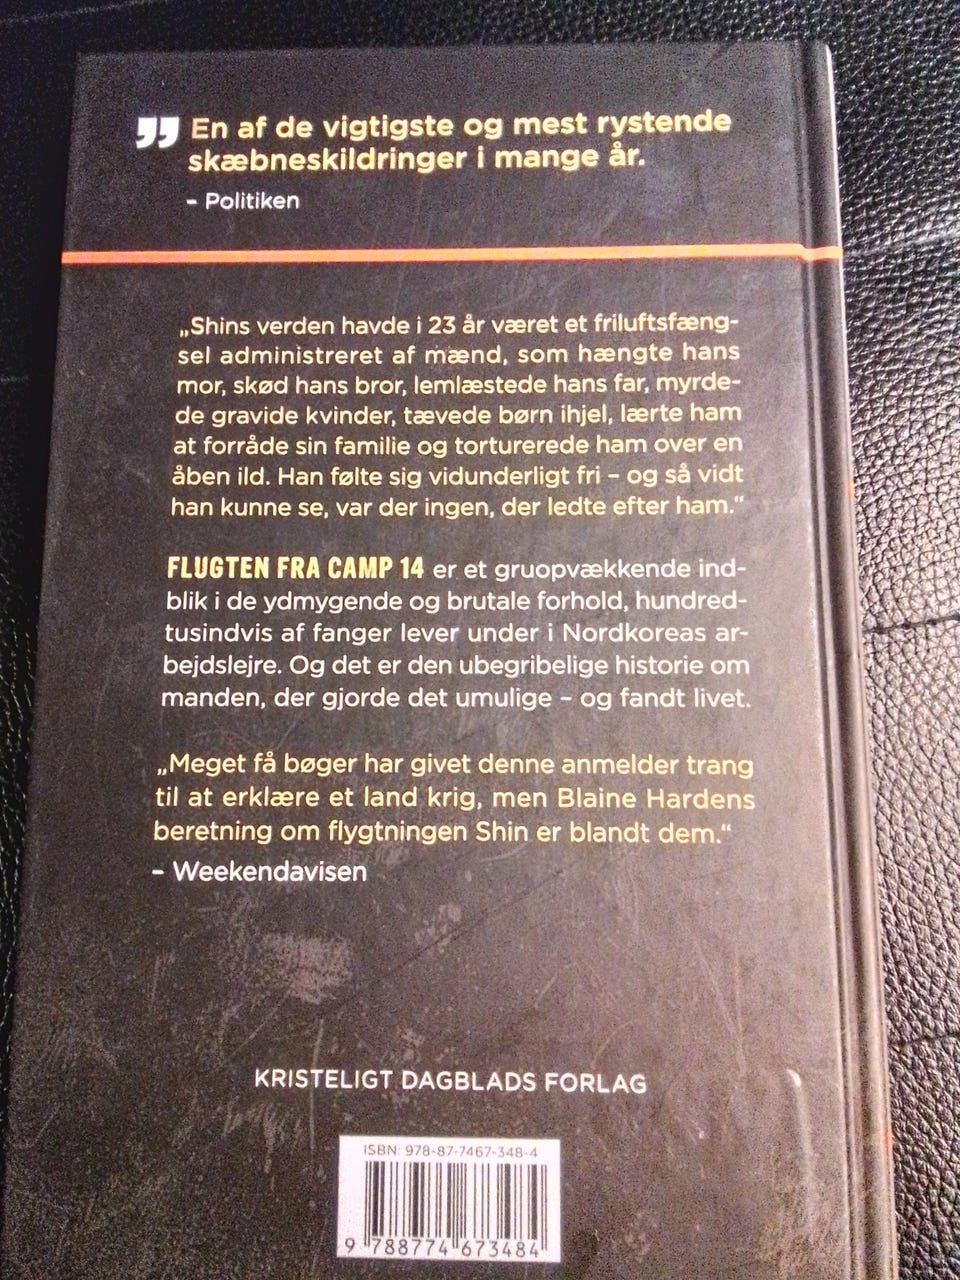 ” En af de vigtigste og mest rystende
skæbneskildringer i mange år.
– Politiken
„Shins verden havde i 23 år været et friluftsfæng-
sel administreret af mænd, som hængte hans
mor, skød hans bror, lemlæstede hans far, myrde-
de gravide kvinder, tævede børn ihjel, lærte ham
at forråde sin familie og torturerede ham over en
åben ild. Han følte sig vidunderligt fri – og så vidt
han kunne se, var der ingen, der ledte efter ham.“
FLUGTEN FRA CAMP 14 er et gruopvækkende ind-
blik i de ydmygende og brutale forhold, hundred-
tusindvis af fanger lever under i Nordkoreas ar-
bejdslejre. Og det er den ubegribelige historie om
manden, der gjorde det umulige – og fandt livet.
„Meget få bøger har givet denne anmelder trang
til at erklære et land krig, men Blaine Hardens
beretning om flygtningen Shin er blandt dem.“
– Weekendavisen
KRISTELIGT DAGBLADS FORLAG
ISBN: 978-87-7467-348-4
9 788774 673484